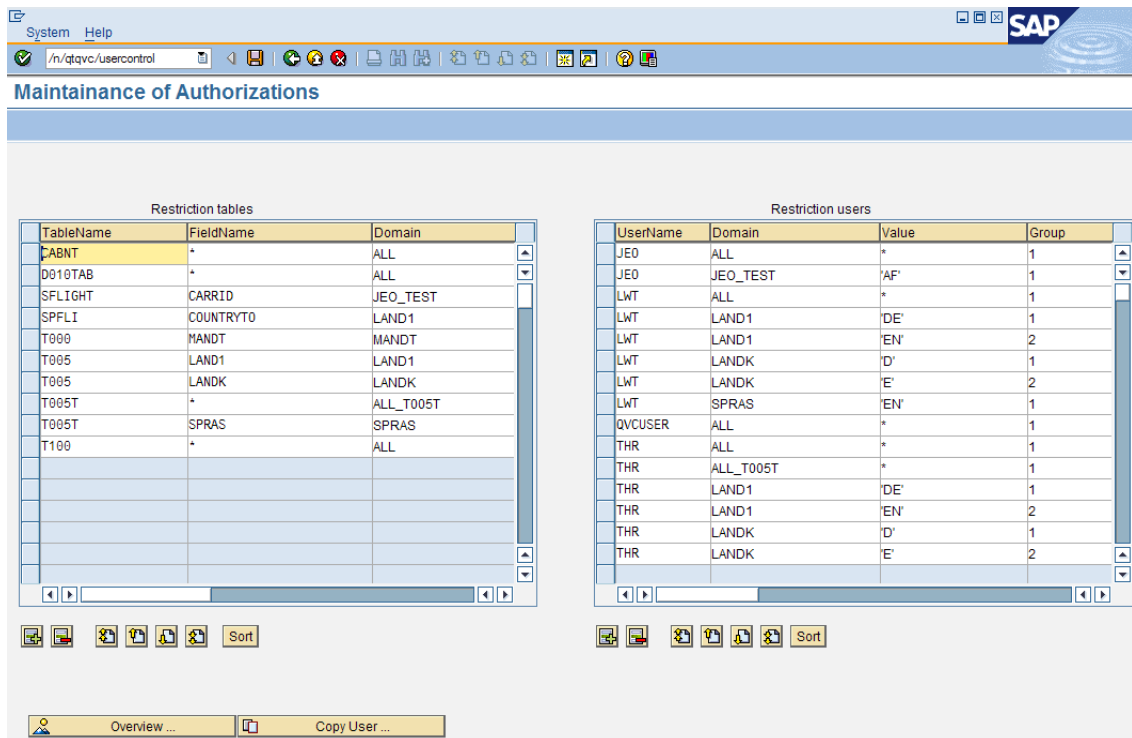 System Help
SAP
/n/qtqvc/usercontrol
Maintainance of Authorizations
Restriction tables
TableName FieldName Domain
CABNT * ALL
D010TAB * ALL
SFLIGHT CARRID JEO_TEST
SPFLI COUNTRYTO LAND1
T000 MANDT MANDT
T005 LAND1 LAND1
T005 LANDK LANDK
T005T * ALL_T005T
T005T SPRAS SPRAS
T100 * ALL
Sort
Restriction users
UserName Domain Value Group
JEO ALL * 1
JEO JEO_TEST 'AF' 1
LWT ALL * 1
LWT LAND1 'DE' 1
LWT LAND1 'EN' 2
LWT LANDK 'D' 1
LWT LANDK 'E' 2
LWT SPRAS 'EN' 1
QVCUSER ALL * 1
THR ALL * 1
THR ALL_T005T * 1
THR LAND1 'DE' 1
THR LAND1 'EN' 2
THR LANDK 'D' 1
THR LANDK 'E' 2
Sort
Overview ... Copy User ...